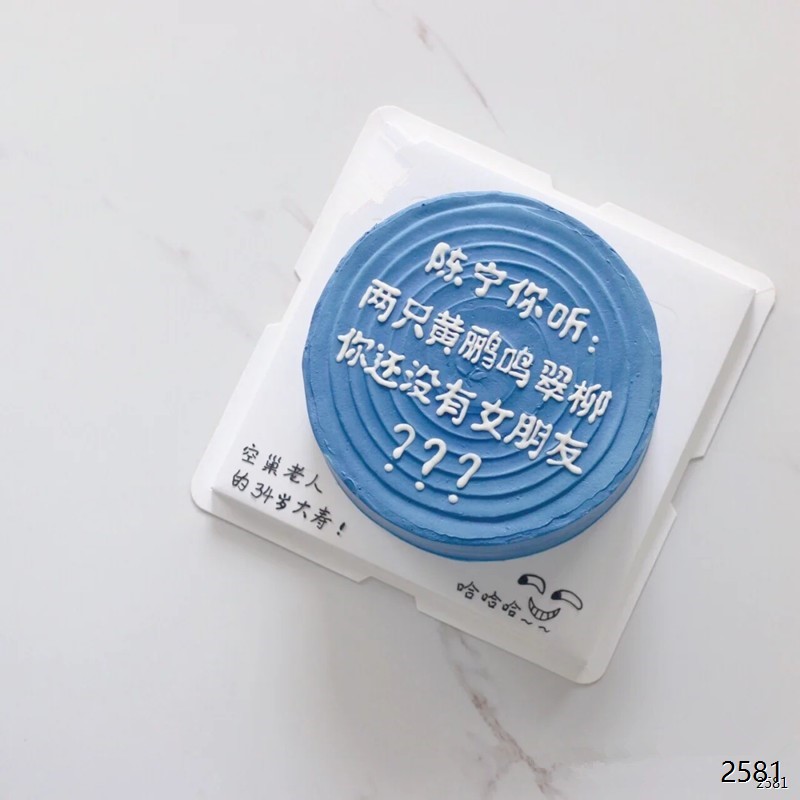 陈宁你听:
两只黄鹂鸣翠柳
你还没有女朋友
???
空巢老人
的34岁大寿!
哈哈哈~~
2581
2581